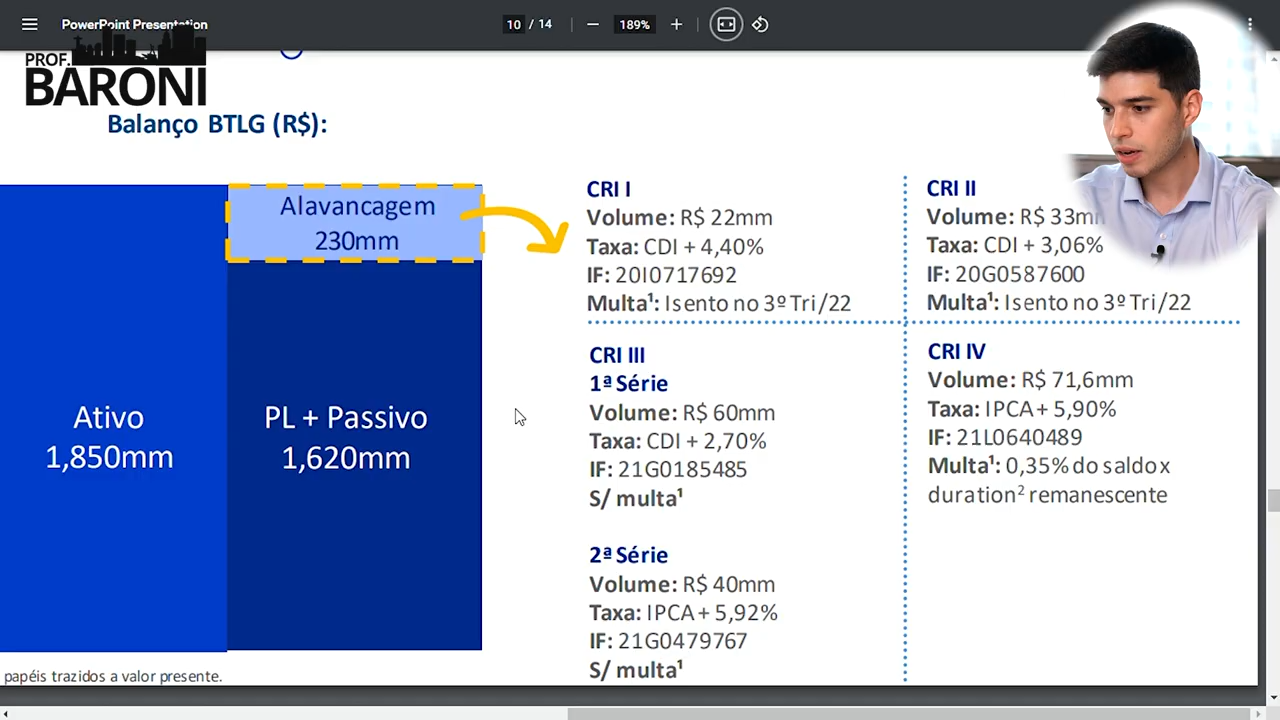 PowerPoint Presentation
10 / 14
189%
PROF.
BARONI
Balanço BTLG (R$):
Alavancagem
230mm
Ativo
1,850mm
PL + Passivo
1,620mm
CRI I
Volume: R$ 22mm
Taxa: CDI + 4,40%
IF: 20I0717692
Multa¹: Isento no 3º Tri/22
CRI II
Volume: R$ 33mm
Taxa: CDI + 3,06%
IF: 20G0587600
Multa¹: Isento no 3º Tri/22
CRI III
1ª Série
Volume: R$ 60mm
Taxa: CDI + 2,70%
IF: 21G0185485
S/ multa¹
2ª Série
Volume: R$ 40mm
Taxa: IPCA + 5,92%
IF: 21G0479767
S/ multa¹
CRI IV
Volume: R$ 71,6mm
Taxa: IPCA + 5,90%
IF: 21L0640489
Multa¹: 0,35% do saldo x
duration² remanescente
papéis trazidos a valor presente.